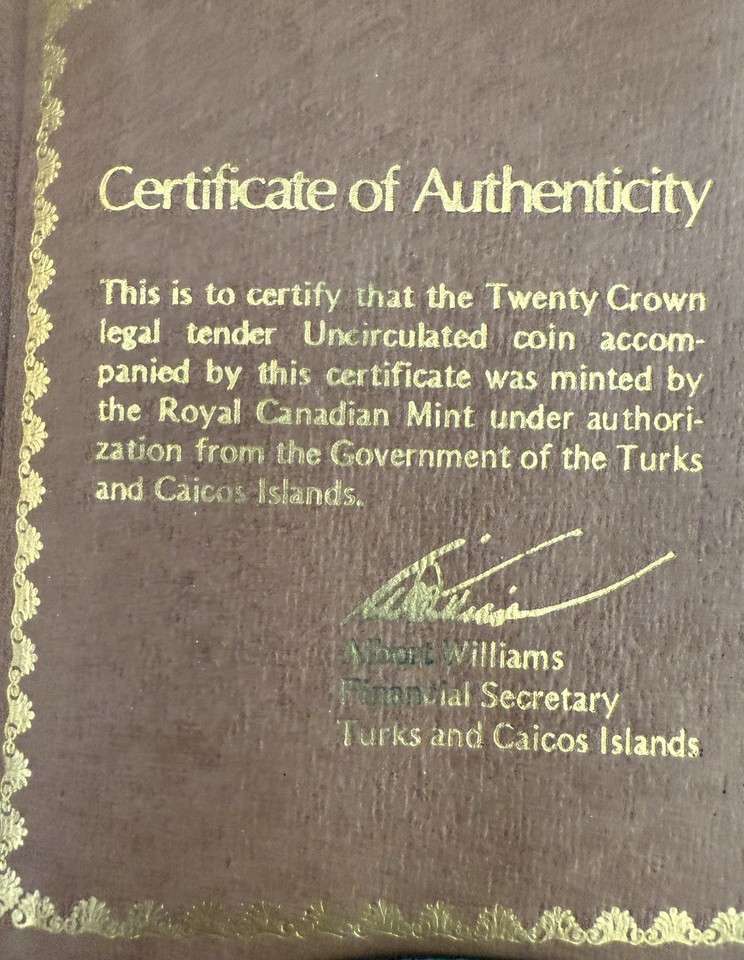 Certificate of Authenticity
This is to certify that the Twenty Crown
legal tender Uncirculated coin accom-
panied by this certificate was minted by
the Royal Canadian Mint under authori-
zation from the Government of the Turks
and Caicos Islands.
Albert Williams
Financial Secretary
Turks and Caicos Islands